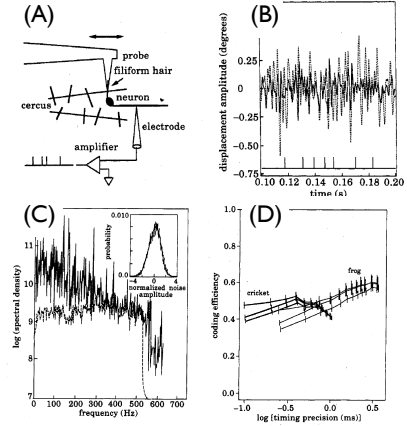 (A)
probe
filiform hair
neuron
cercus
electrode
amplifier
(B)
displacement amplitude (degrees)
0.25
0
-0.25
-0.50
-0.75
0.10 0.12 0.14 0.16 0.18 0.20
time (s)
(C)
log (spectral density)
11
10
9
8
7
0 100 200 300 400 500 600 700
frequency (Hz)
probability
0.010
0.0
-4 0 4
normalized noise
amplitude
(D)
coding efficiency
1.0
0.8
0.6
0.4
0.2
0.0
cricket
frog
-1.0 -0.5 0.0 0.5
log [timing precision (ms)]